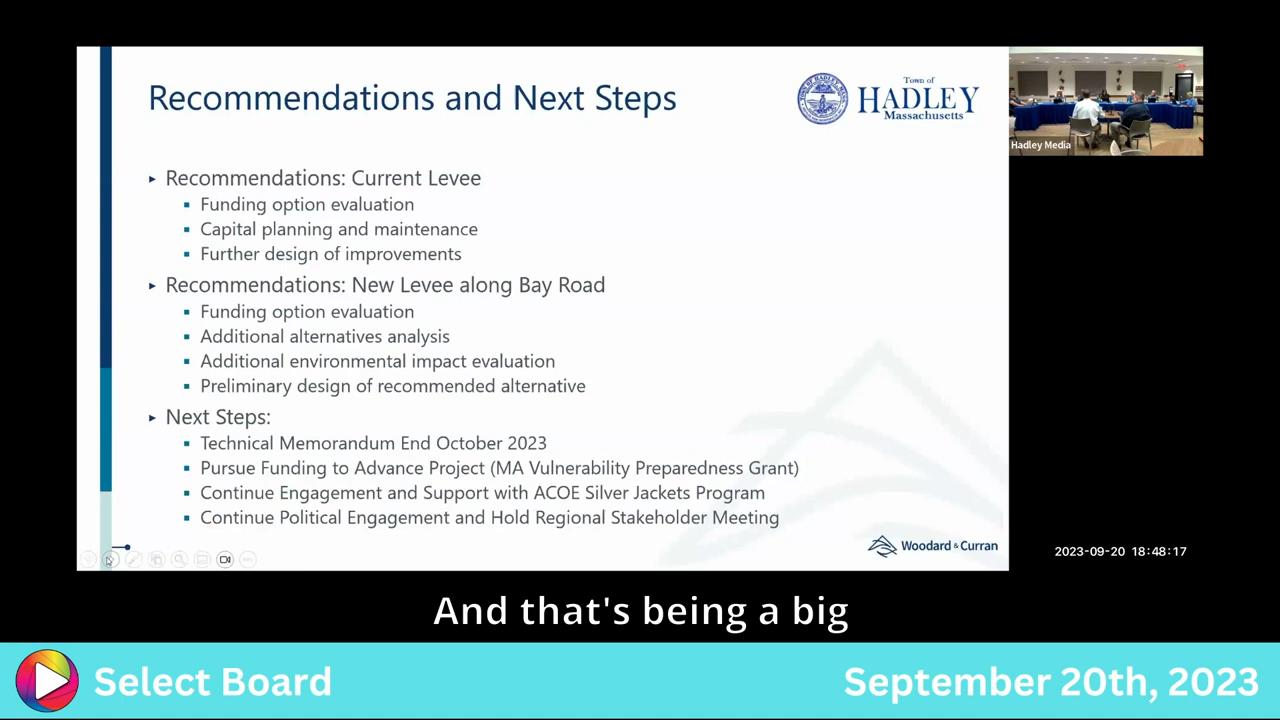 Recommendations and Next Steps
Town of
HADLEY
Massachusetts
Hadley Media
Recommendations: Current Levee
Funding option evaluation
Capital planning and maintenance
Further design of improvements
Recommendations: New Levee along Bay Road
Funding option evaluation
Additional alternatives analysis
Additional environmental impact evaluation
Preliminary design of recommended alternative
Next Steps:
Technical Memorandum End October 2023
Pursue Funding to Advance Project (MA Vulnerability Preparedness Grant)
Continue Engagement and Support with ACOE Silver Jackets Program
Continue Political Engagement and Hold Regional Stakeholder Meeting
Woodard & Curran
2023-09-20 18:48:17
And that's being a big
Select Board
September 20th, 2023